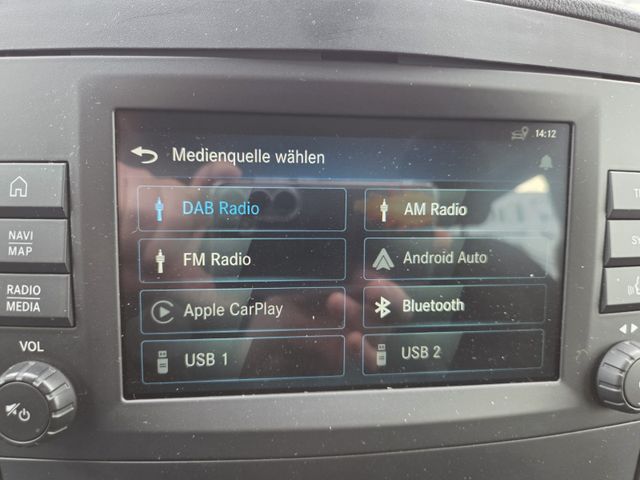 14:12
Medienquelle wählen
DAB Radio
AM Radio
FM Radio
Android Auto
Apple CarPlay
Bluetooth
USB 1
USB 2
NAVI
MAP
RADIO
MEDIA
VOL